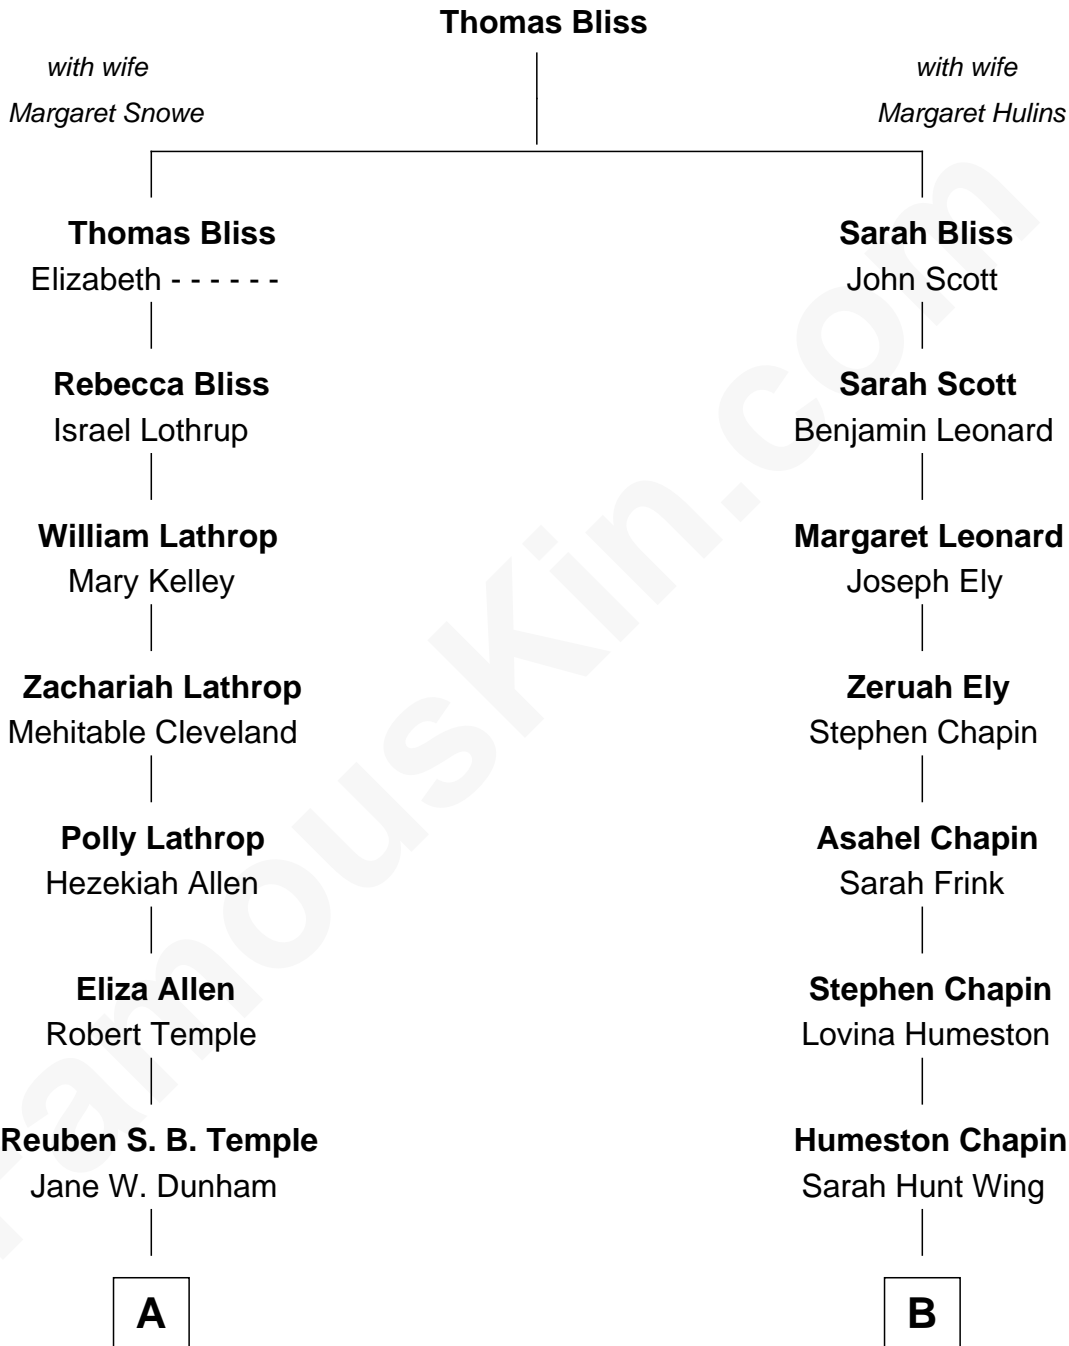 Thomas Bliss
with wife
Margaret Snowe
with wife
Margaret Hulins
Thomas Bliss
Elizabeth - - - - - -
Sarah Bliss
John Scott
Rebecca Bliss
Israel Lothrup
Sarah Scott
Benjamin Leonard
William Lathrop
Mary Kelley
Margaret Leonard
Joseph Ely
Zachariah Lathrop
Mehitable Cleveland
Zeruah Ely
Stephen Chapin
Polly Lathrop
Hezekiah Allen
Asahel Chapin
Sarah Frink
Eliza Allen
Robert Temple
Stephen Chapin
Lovina Humeston
Reuben S. B. Temple
Jane W. Dunham
Humeston Chapin
Sarah Hunt Wing
A
B
FamousKin.com